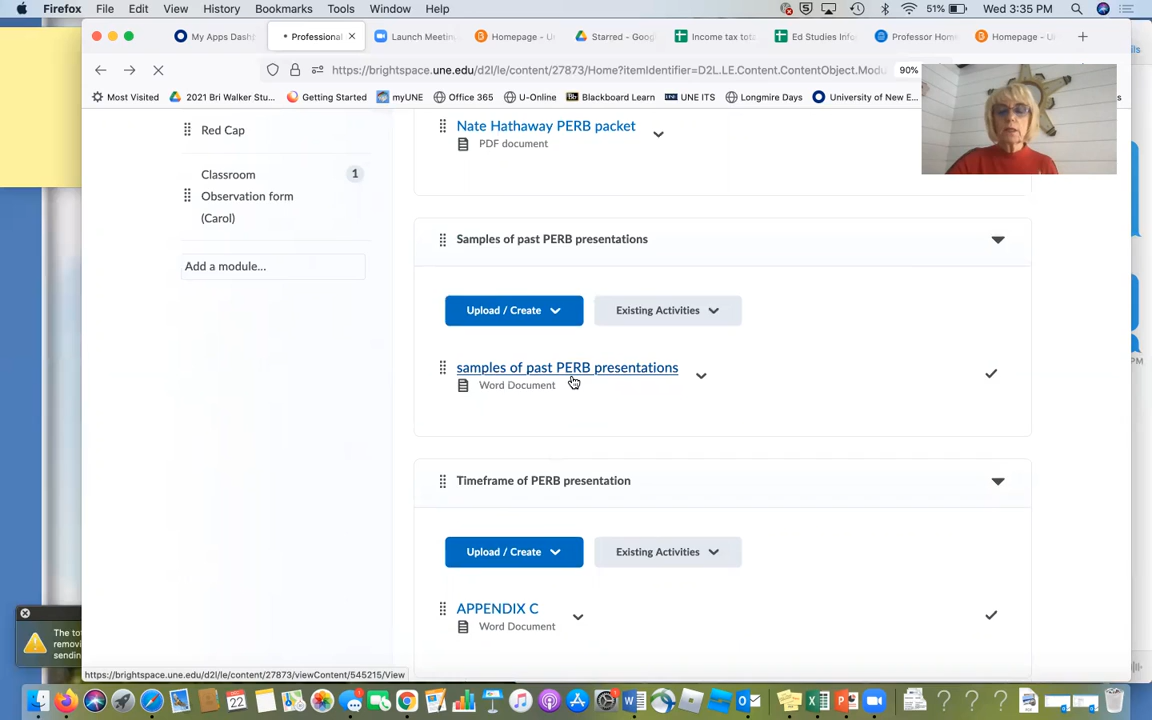 Firefox File Edit View History Bookmarks Tools Window Help 51% Wed 3:35 PM
My Apps Dash Professional Launch Meetin Homepage - U Starred - Goog Income tax tot Ed Studies Info Professor Hom Homepage - U
https://brightspace.une.edu/d2l/le/content/27873/Home?itemIdentifier=D2L.LE.Content.ContentObject.Modu 90%
Most Visited 2021 Bri Walker Stu... Getting Started myUNE Office 365 U-Online Blackboard Learn UNE ITS Longmire Days University of New E...
Red Cap
Nate Hathaway PERB packet
PDF document
Classroom 1
Observation form
(Carol)
Add a module...
Samples of past PERB presentations
Upload / Create Existing Activities
samples of past PERB presentations
Word Document
Timeframe of PERB presentation
Upload / Create Existing Activities
APPENDIX C
Word Document
The to
remov
sendin
https://brightspace.une.edu/d2l/le/content/27873/viewContent/545215/View
22